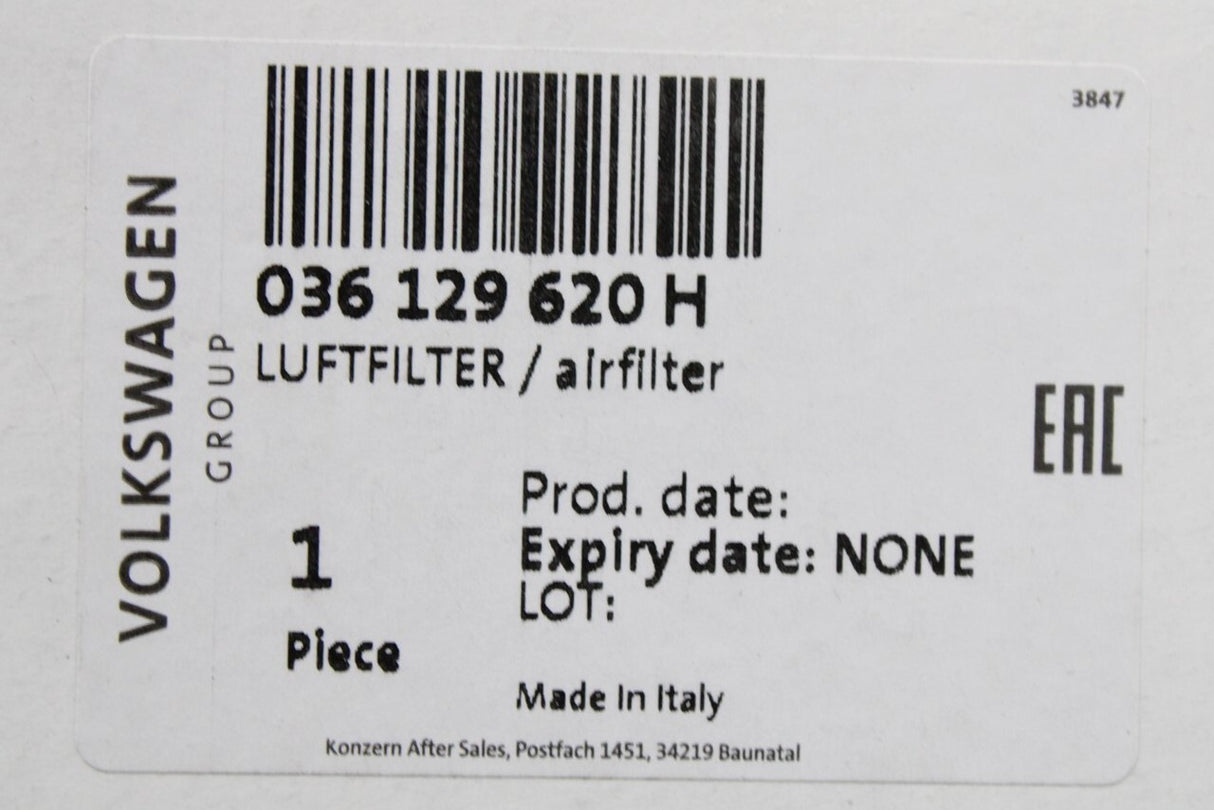 3847
VOLKSWAGEN
GROUP
036 129 620 H
LUFTFILTER / airfilter
EAC
Prod. date:
1
Expiry date: NONE
LOT:
Piece
Made In Italy
Konzern After Sales, Postfach 1451, 34219 Baunatal